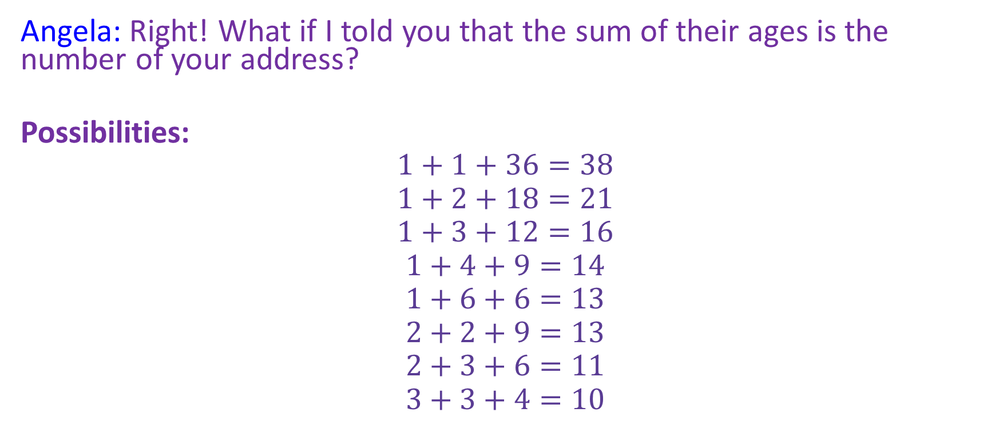 Angela: Right! What if I told you that the sum of their ages is the
number of your address?
Possibilities:
1 + 1 + 36 = 38
1 + 2 + 18 = 21
1 + 3 + 12 = 16
1 + 4 + 9 = 14
1 + 6 + 6 = 13
2 + 2 + 9 = 13
2 + 3 + 6 = 11
3 + 3 + 4 = 10